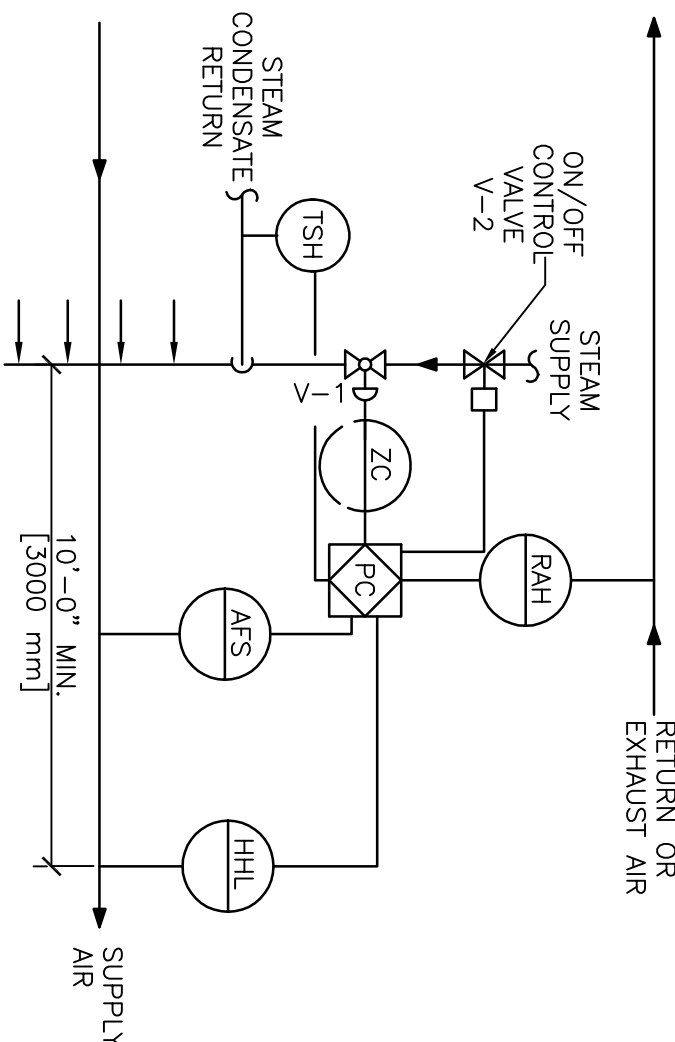 RETURN OR
EXHAUST AIR
STEAM
SUPPLY
ON/OFF
CONTROL
VALVE
V-2
RAH
STEAM
CONDENSATE
RETURN
TSH
V-1
ZC
PC
AFS
HHL
10'-0" MIN.
[3000 mm]
SUPPLY
AIR